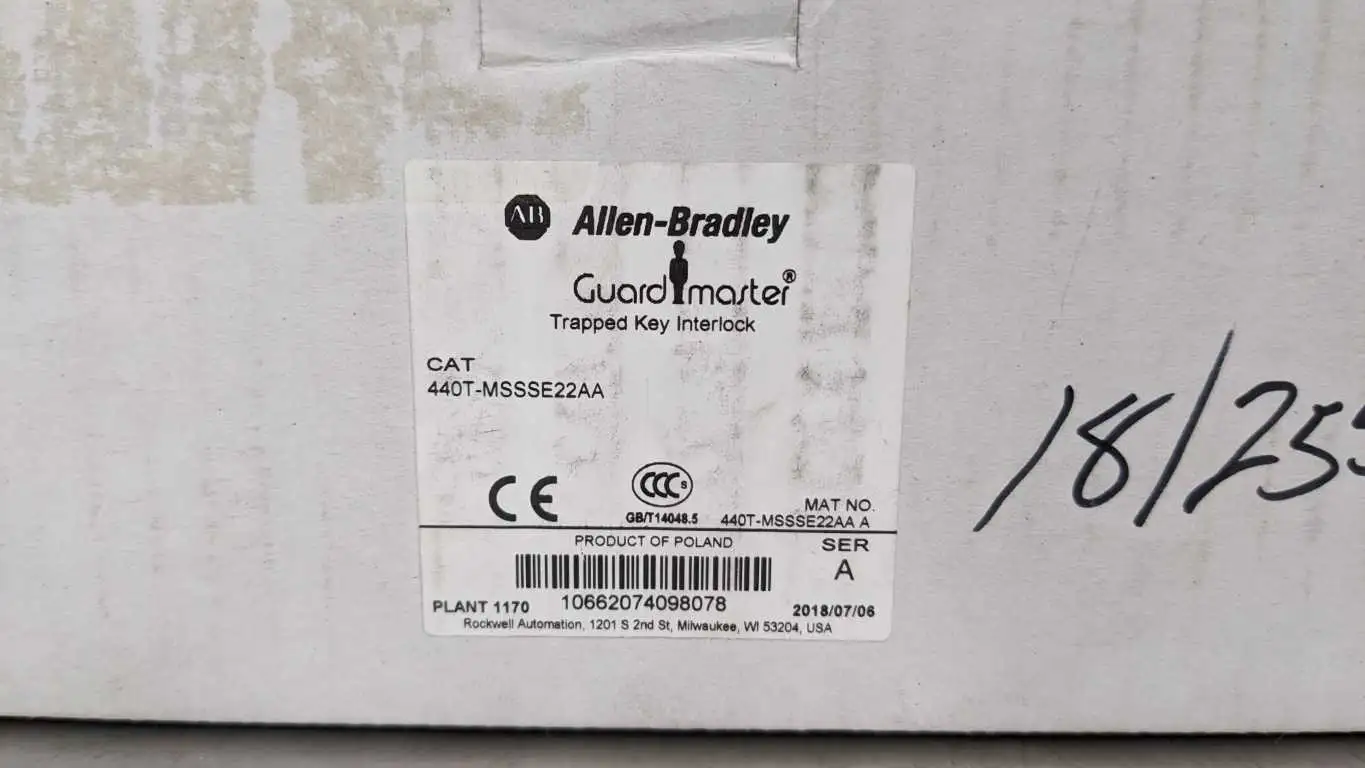 AB Allen-Bradley
Guardmaster®
Trapped Key Interlock
CAT
440T-MSSSE22AA
CE
CCC S
GB/T14048.5
MAT NO.
440T-MSSSE22AA A
PRODUCT OF POLAND
SER
A
PLANT 1170
10662074098078
2018/07/06
Rockwell Automation, 1201 S 2nd St, Milwaukee, WI 53204, USA
18/25